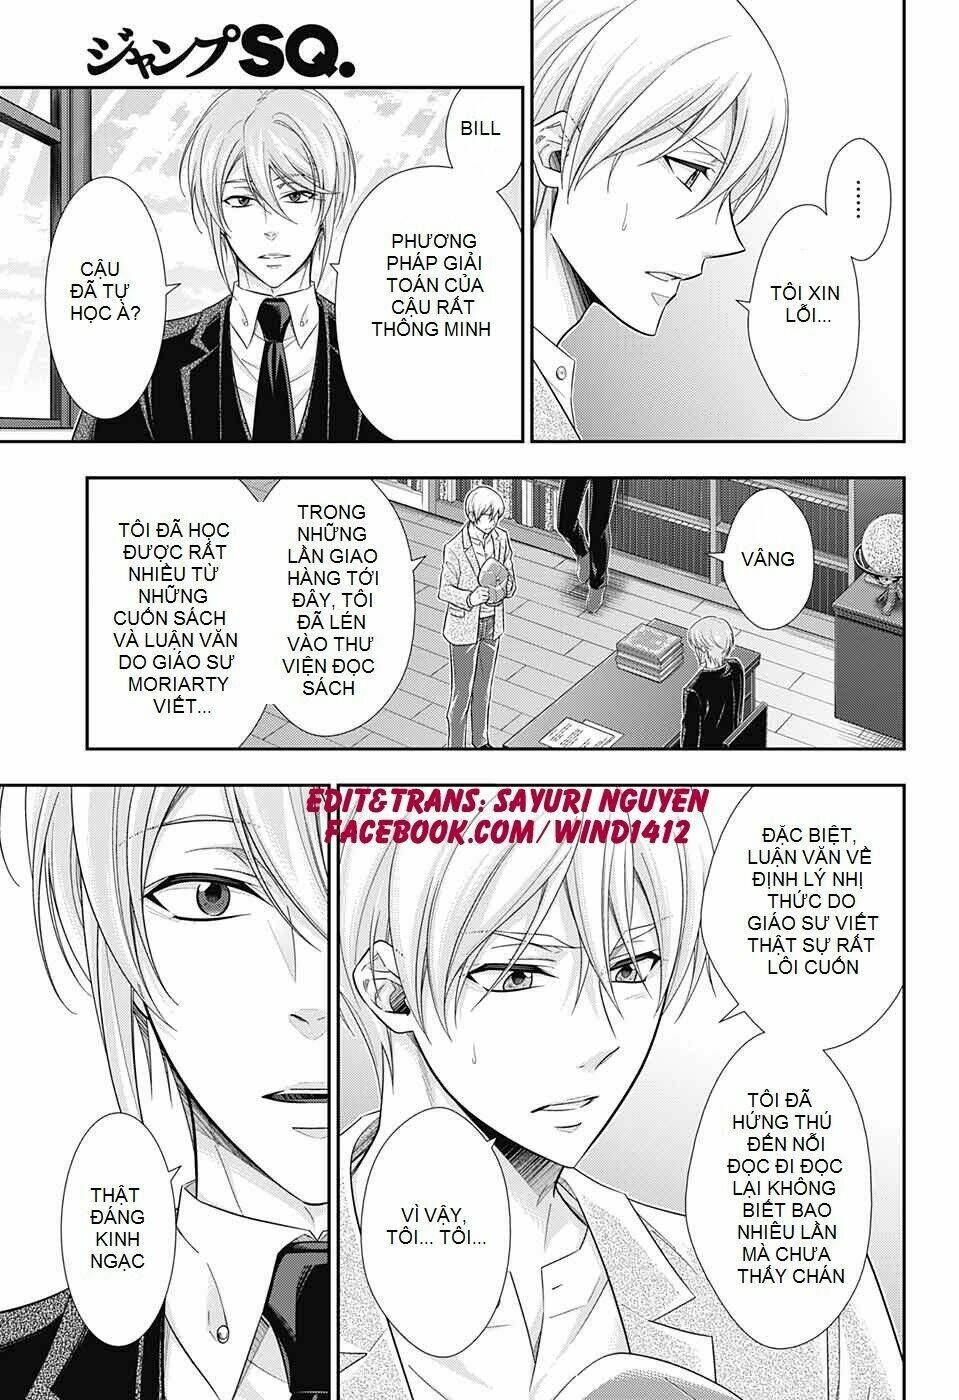 ジャンプSQ.
……
TÔI XIN
LỖI...
BILL
PHƯƠNG
PHÁP GIẢI
TOÁN CỦA
CẬU RẤT
THÔNG MINH
CẬU
ĐÃ TỰ
HỌC À?
VÂNG
TRONG
NHỮNG
LẦN GIAO
HÀNG TỚI
ĐÂY, TÔI
ĐÃ LÉN
VÀO THƯ
VIỆN ĐỌC
SÁCH
TÔI ĐÃ HỌC
ĐƯỢC RẤT
NHIỀU TỪ
NHỮNG
CUỐN SÁCH
VÀ LUẬN VĂN
DO GIÁO SƯ
MORIARTY
VIẾT...
EDIT&TRANS: SAYURI NGUYEN
FACEBOOK.COM/WIND1412
ĐẶC BIỆT,
LUẬN VĂN VỀ
ĐỊNH LÝ NHỊ
THỨC DO
GIÁO SƯ VIẾT
THẬT SỰ RẤT
LÔI CUỐN
TÔI ĐÃ
HỨNG THÚ
ĐẾN NỖI
ĐỌC ĐI ĐỌC
LẠI KHÔNG
BIẾT BAO
NHIÊU LẦN
MÀ CHƯA
THẤY CHÁN
VÌ VẬY,
TÔI... TÔI...
THẬT
ĐÁNG
KINH
NGẠC